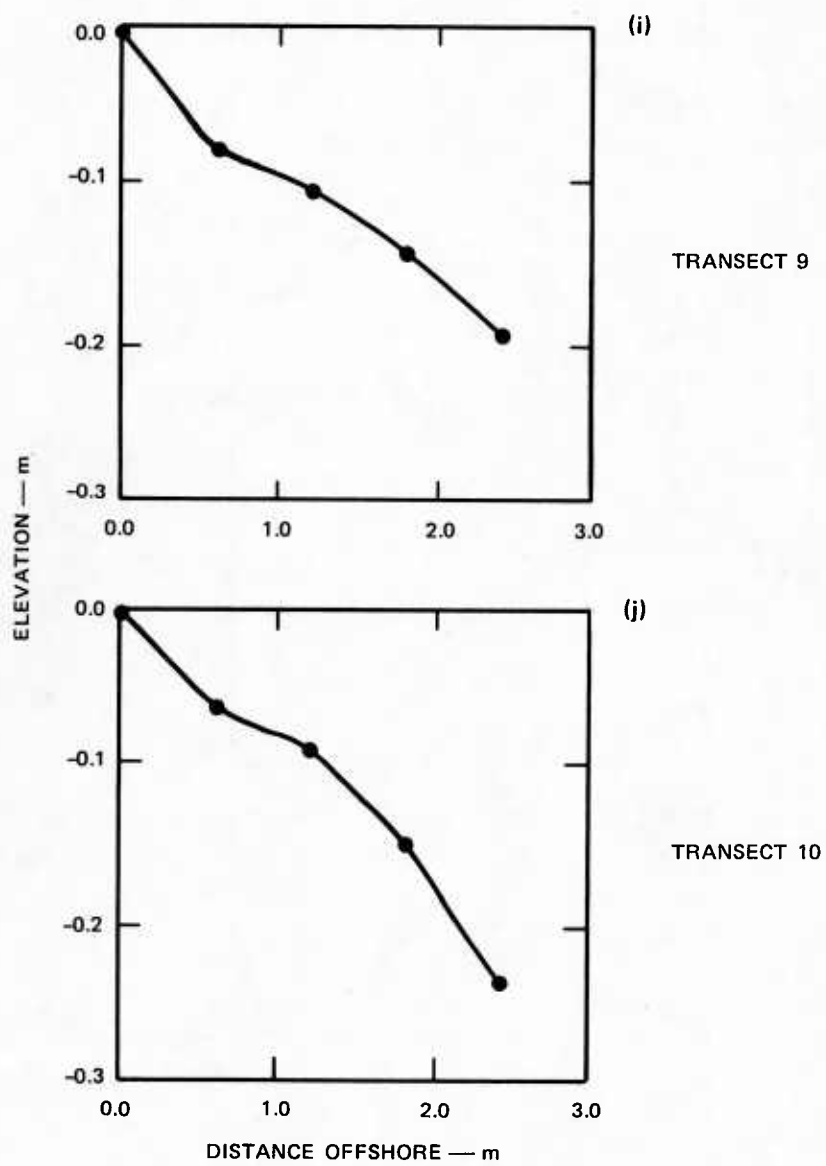 (i)
0.0
-0.1
-0.2
-0.3
0.0 1.0 2.0 3.0
TRANSECT 9
ELEVATION — m
(j)
0.0
-0.1
-0.2
-0.3
0.0 1.0 2.0 3.0
TRANSECT 10
DISTANCE OFFSHORE — m